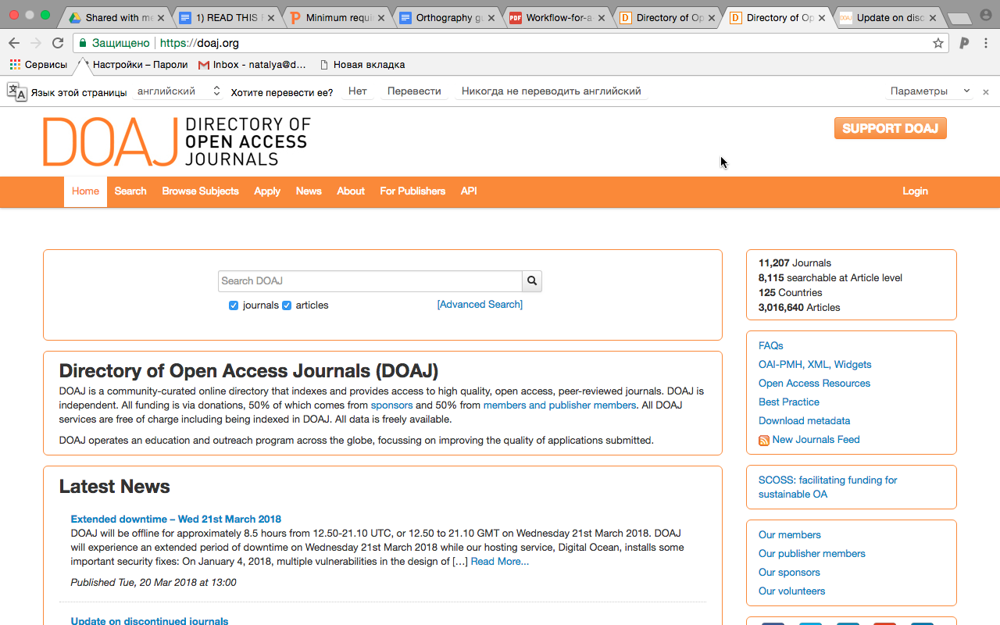 Shared with me
1) READ THIS
Minimum requi
Orthography gu
Workflow-for-a
Directory of Op
Directory of Op
Update on disc
Защищено https://doaj.org
Сервисы
Настройки – Пароли
Inbox - natalya@d...
Новая вкладка
Язык этой страницы английский Хотите перевести ее? Нет Перевести Никогда не переводить английский Параметры
DOAJ DIRECTORY OF
OPEN ACCESS
JOURNALS
SUPPORT DOAJ
Home Search Browse Subjects Apply News About For Publishers API Login
Search DOAJ
journals articles [Advanced Search]
Directory of Open Access Journals (DOAJ)
DOAJ is a community-curated online directory that indexes and provides access to high quality, open access, peer-reviewed journals. DOAJ is
independent. All funding is via donations, 50% of which comes from sponsors and 50% from members and publisher members. All DOAJ
services are free of charge including being indexed in DOAJ. All data is freely available.
DOAJ operates an education and outreach program across the globe, focussing on improving the quality of applications submitted.
Latest News
Extended downtime – Wed 21st March 2018
DOAJ will be offline for approximately 8.5 hours from 12.50-21.10 UTC, or 12.50 to 21.10 GMT on Wednesday 21st March 2018. DOAJ
will experience an extended period of downtime on Wednesday 21st March 2018 while our hosting service, Digital Ocean, installs some
important security fixes: On January 4, 2018, multiple vulnerabilities in the design of […] Read More...
Published Tue, 20 Mar 2018 at 13:00
Update on discontinued journals
11,207 Journals
8,115 searchable at Article level
125 Countries
3,016,640 Articles
FAQs
OAI-PMH, XML, Widgets
Open Access Resources
Best Practice
Download metadata
New Journals Feed
SCOSS: facilitating funding for
sustainable OA
Our members
Our publisher members
Our sponsors
Our volunteers